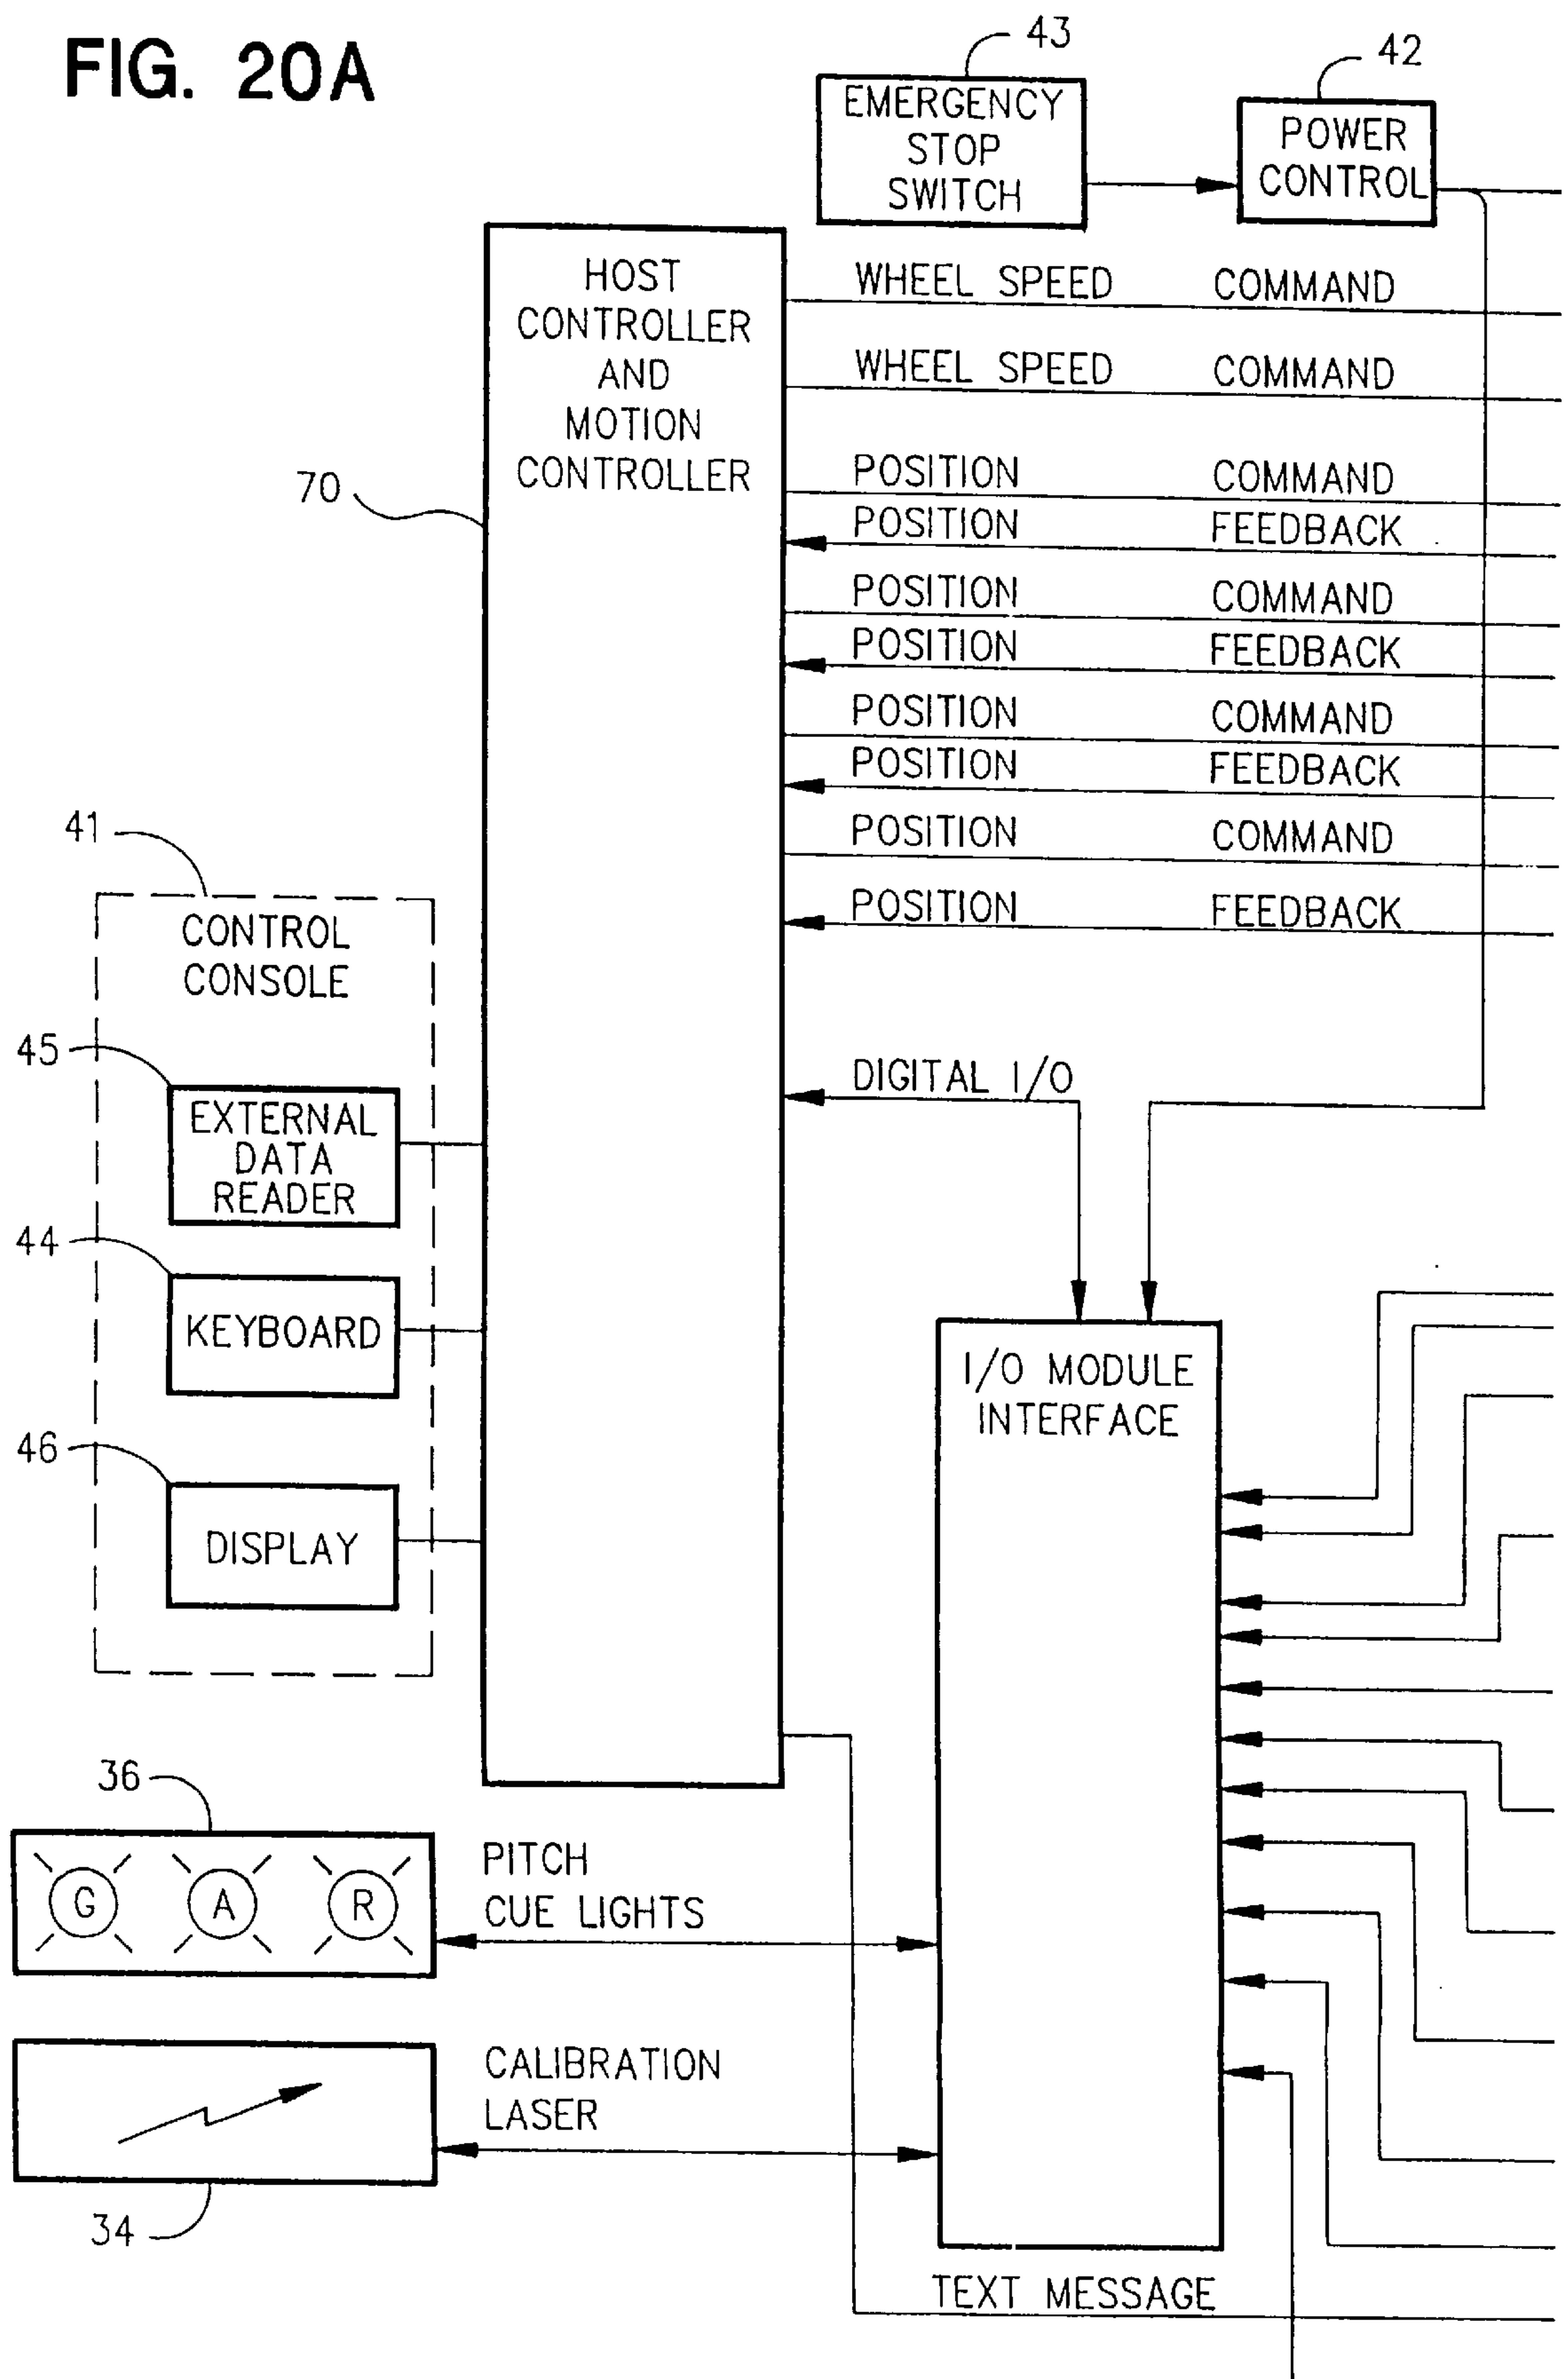 FIG. 20A
43
42
EMERGENCY
STOP
SWITCH
POWER
CONTROL
HOST
CONTROLLER
AND
MOTION
CONTROLLER
70
WHEEL SPEED COMMAND
WHEEL SPEED COMMAND
POSITION COMMAND
POSITION FEEDBACK
POSITION COMMAND
POSITION FEEDBACK
POSITION COMMAND
POSITION FEEDBACK
POSITION COMMAND
POSITION FEEDBACK
41
CONTROL
CONSOLE
45
EXTERNAL
DATA
READER
44
KEYBOARD
46
DISPLAY
DIGITAL I/O
I/O MODULE
INTERFACE
36
G A R
PITCH
CUE LIGHTS
CALIBRATION
LASER
34
TEXT MESSAGE